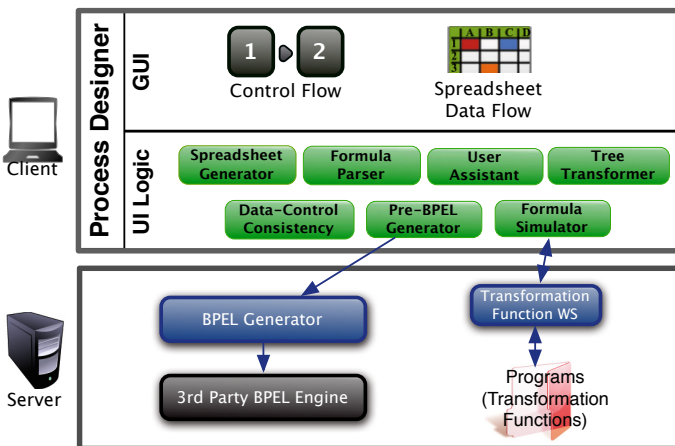 Process Designer
GUI
1 2
Control Flow
A B C D
1
2
3
Spreadsheet
Data Flow
Client
UI Logic
Spreadsheet
Generator
Formula
Parser
User
Assistant
Tree
Transformer
Data-Control
Consistency
Pre-BPEL
Generator
Formula
Simulator
Server
BPEL Generator
Transformation
Function WS
3rd Party BPEL Engine
Programs
(Transformation
Functions)